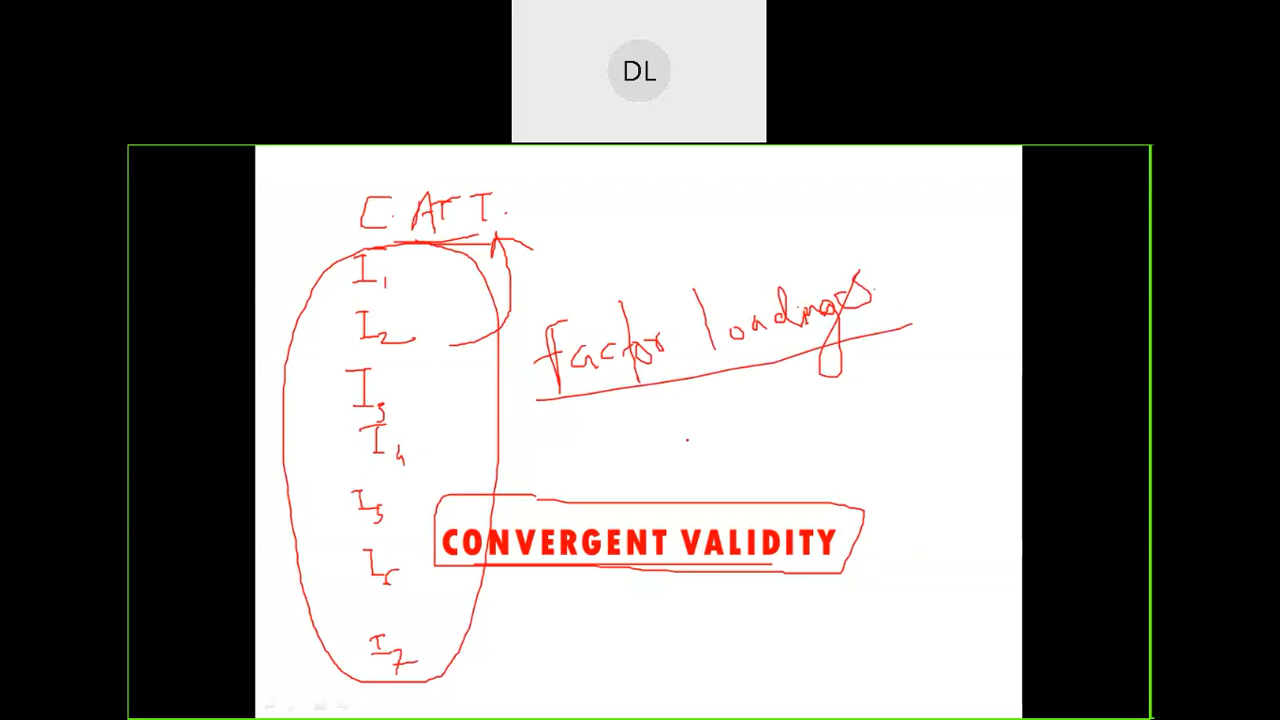 DL
E. ATT.
I1
I2
Factor loadings
I3
I4
I5
CONVERGENT VALIDITY
I6
I7